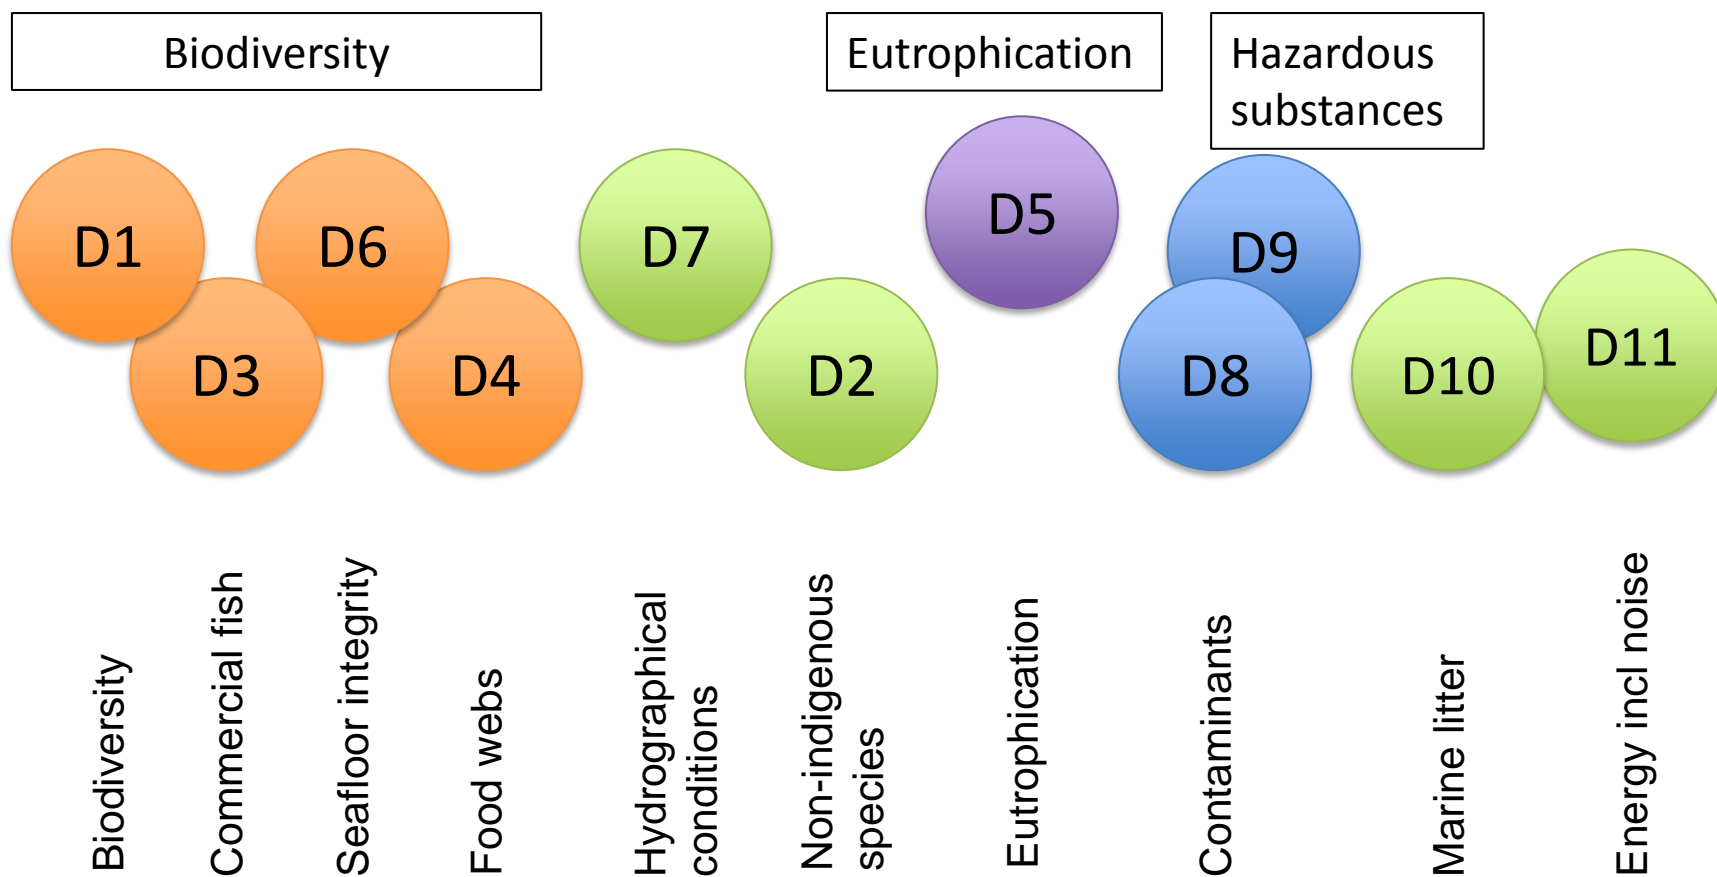 Biodiversity
Eutrophication
Hazardous
substances
D1
D6
D7
D5
D9
D3
D4
D2
D8
D10
D11
Biodiversity
Commercial fish
Seafloor integrity
Food webs
Hydrographical
conditions
Non-indigenous
species
Eutrophication
Contaminants
Marine litter
Energy incl noise